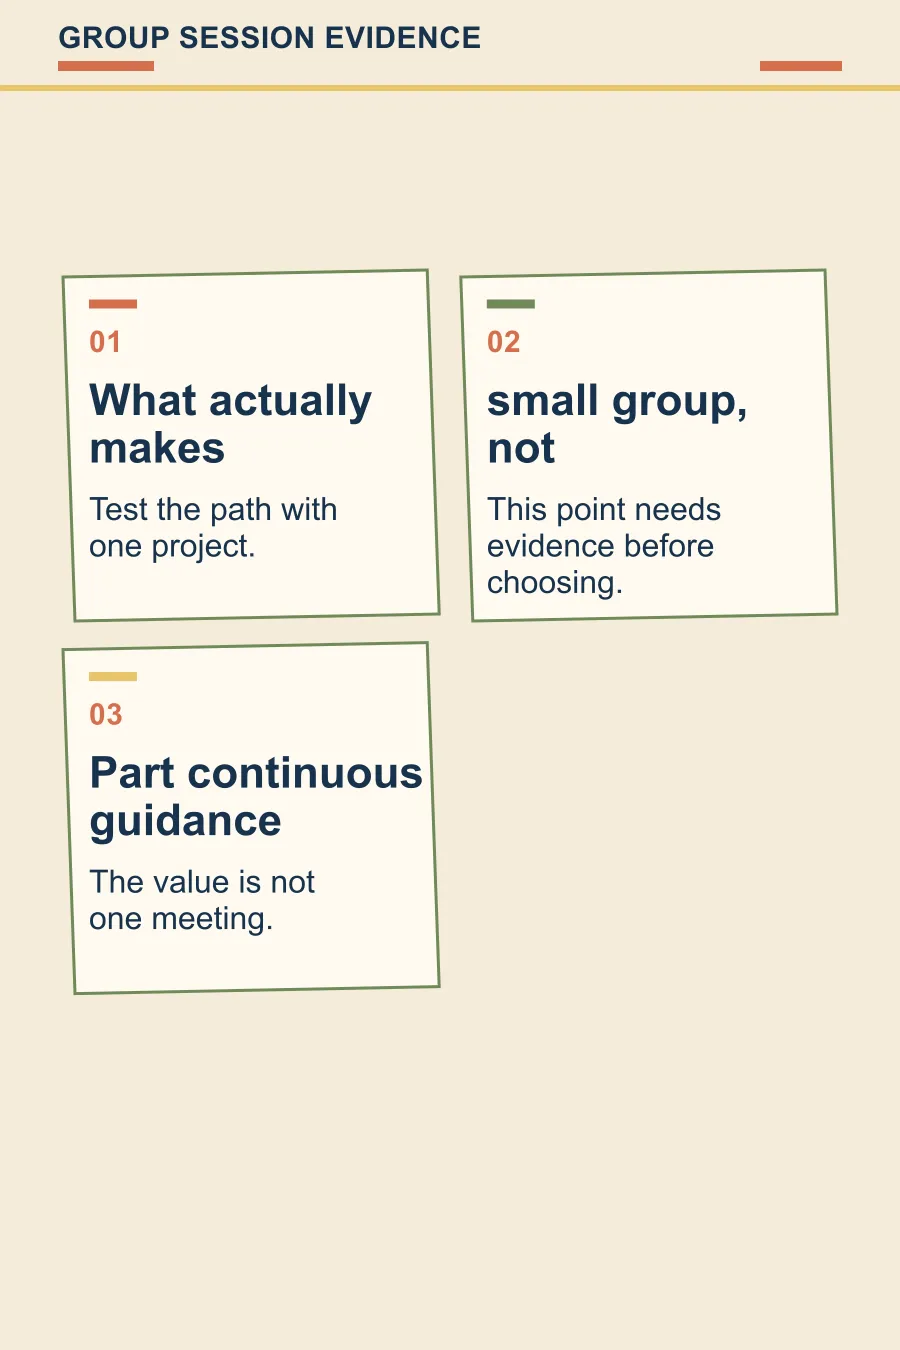 GROUP SESSION EVIDENCE
01
What actually
makes
Test the path with
one project.
02
small group,
not
This point needs
evidence before
choosing.
03
Part continuous
guidance
The value is not
one meeting.